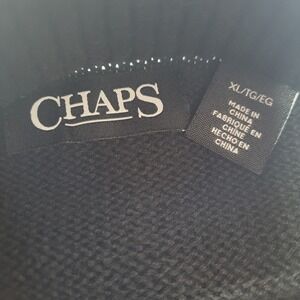 CHAPS
XL/TG/EG
MADE IN
CHINA
FABRIQUÉ EN
CHINE
HECHO EN
CHINA